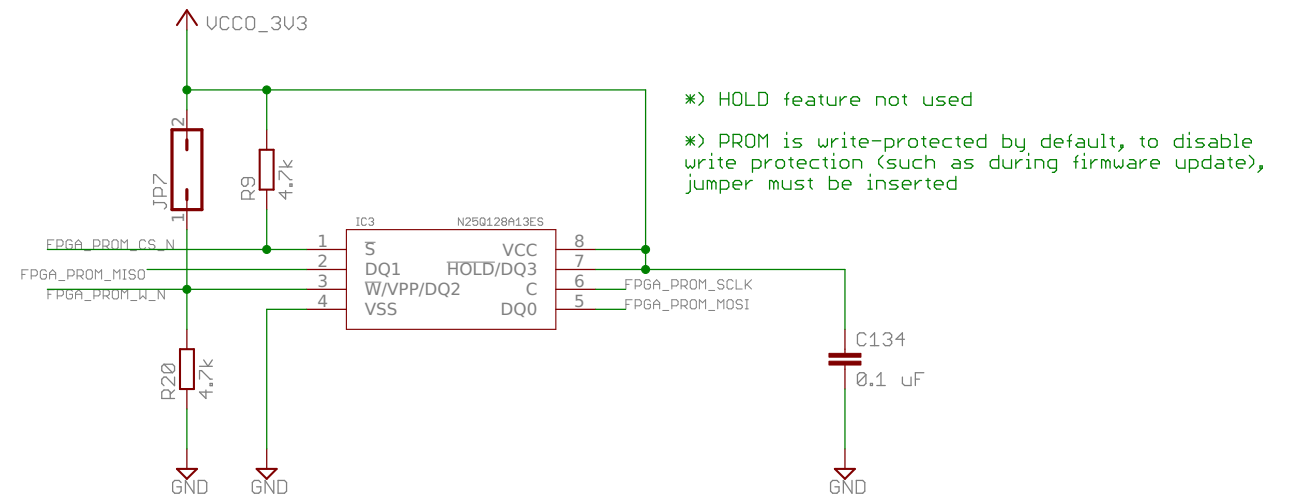 VCCO_3V3
*) HOLD feature not used
*) PROM is write-protected by default, to disable
write protection (such as during firmware update),
jumper must be inserted
2
JP7
1
R9
4.7k
IC3
N25Q128A13ES
FPGA_PROM_CS_N
1
S
VCC
8
FPGA_PROM_MISO
2
DQ1
HOLD/DQ3
7
FPGA_PROM_W_N
3
W/VPP/DQ2
C
6
FPGA_PROM_SCLK
4
VSS
DQ0
5
FPGA_PROM_MOSI
R20
4.7k
C134
0.1 uF
GND
GND
GND